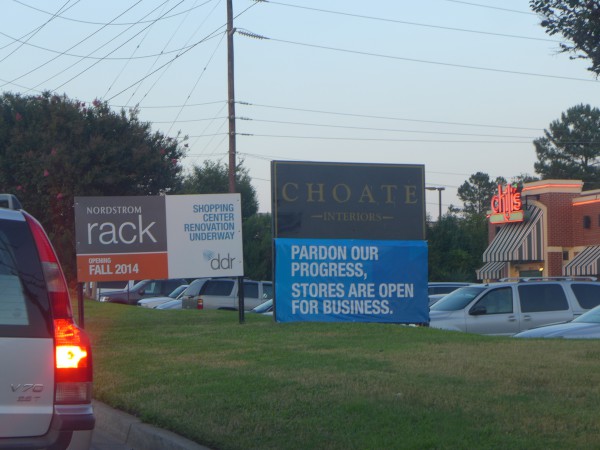 NORDSTROM
rack
OPENING
FALL 2014
SHOPPING
CENTER
RENOVATION
UNDERWAY
ddr
CHOATE
INTERIORS
PARDON OUR
PROGRESS,
STORES ARE OPEN
FOR BUSINESS.
chili's
V70